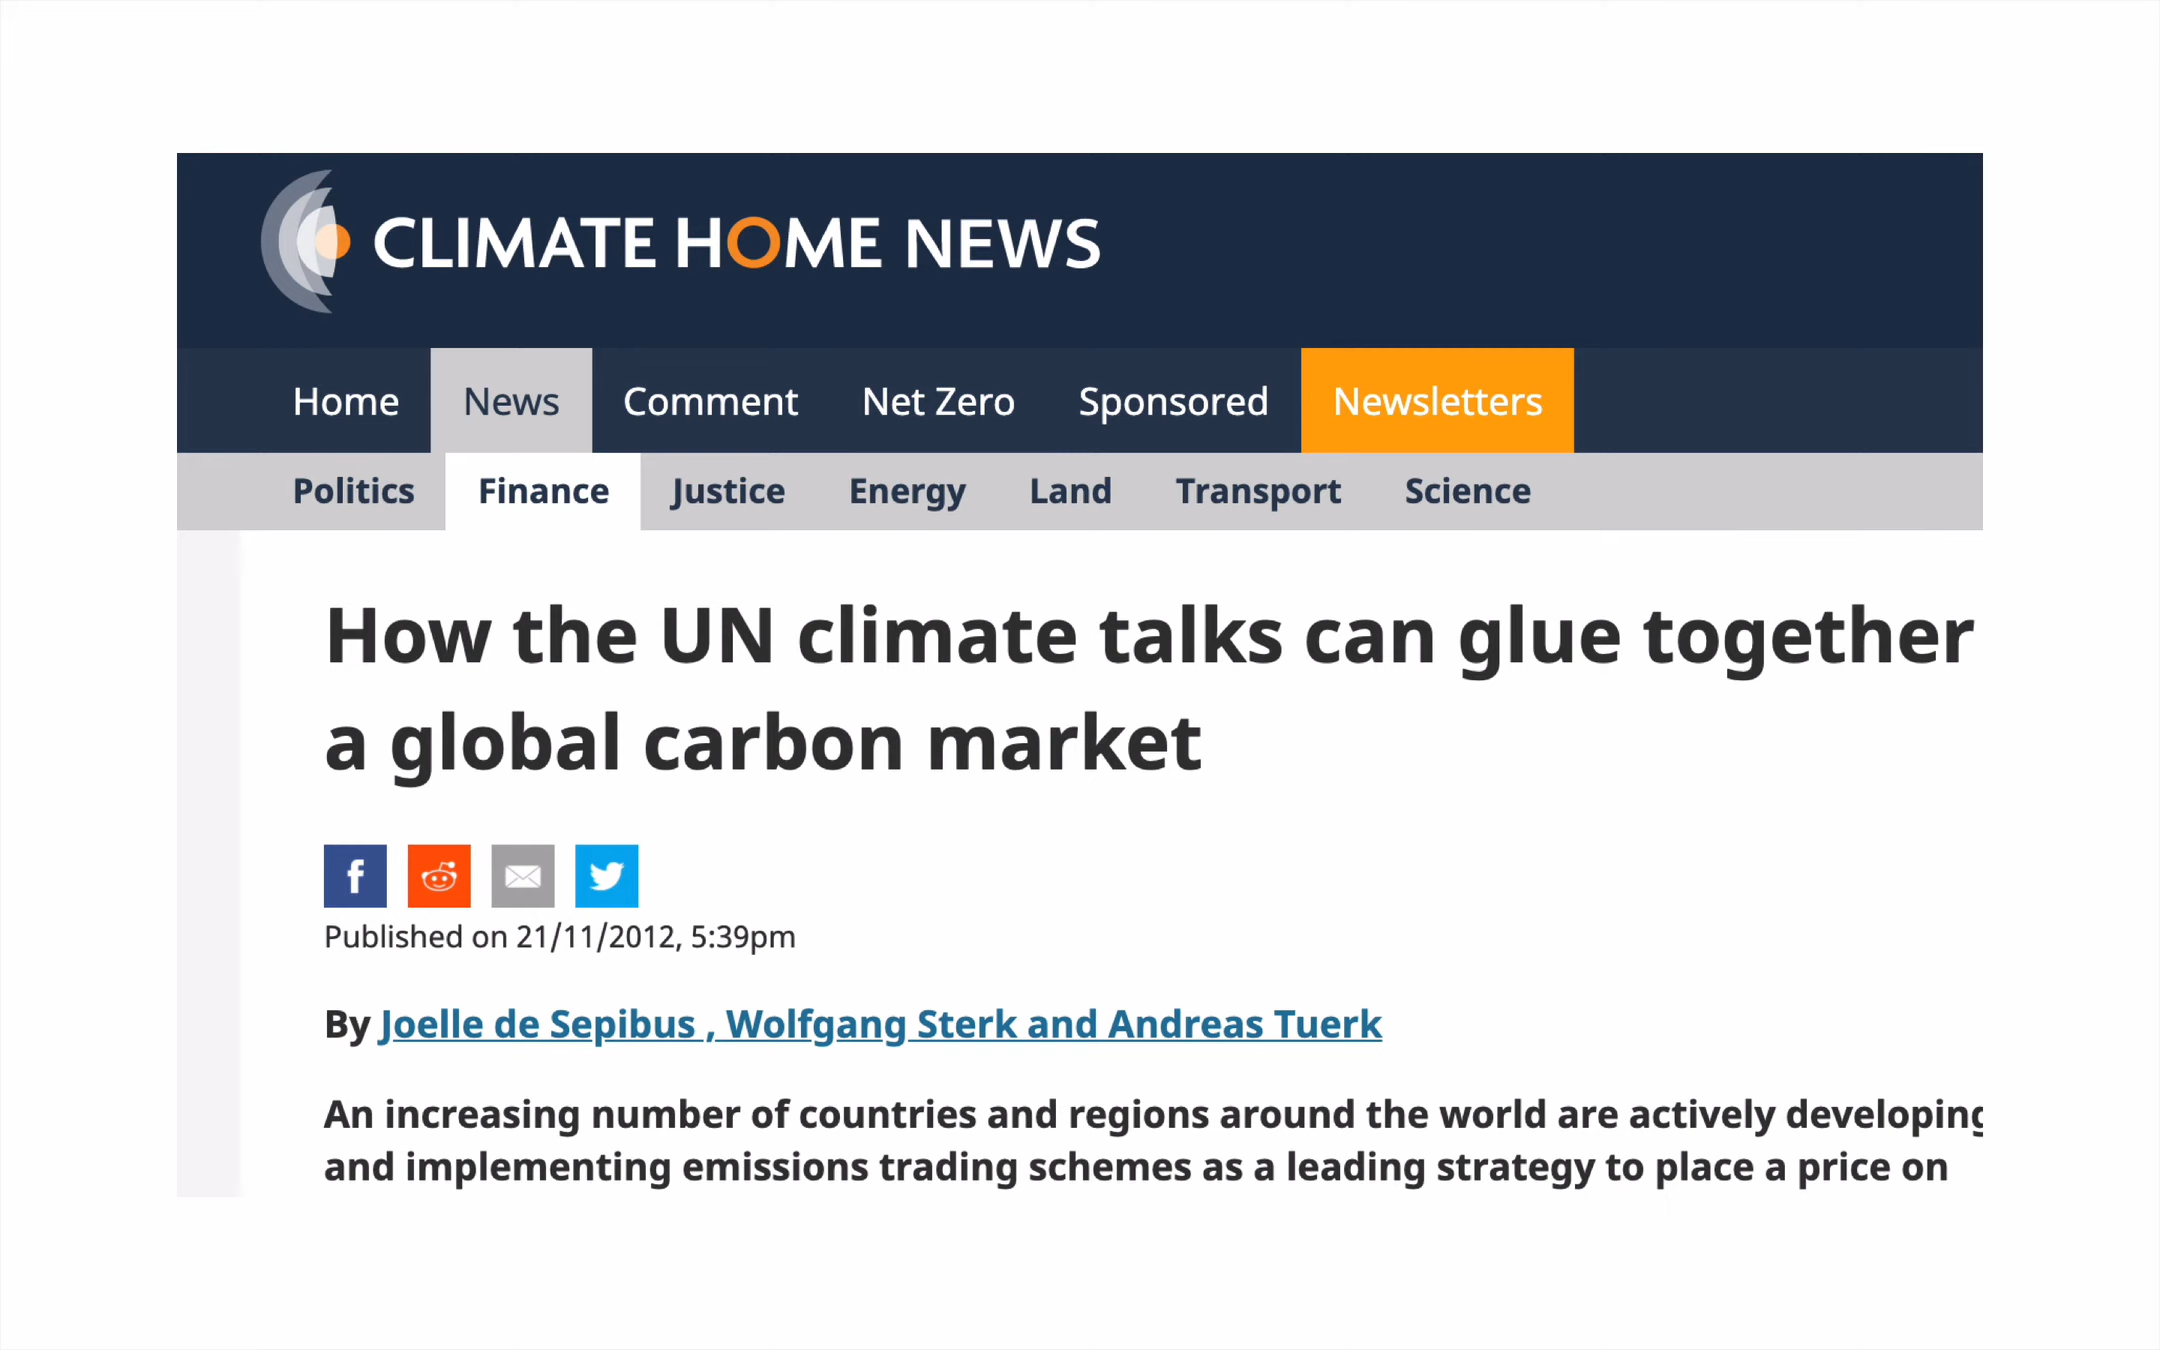 CLIMATE HOME NEWS
Home News Comment Net Zero Sponsored Newsletters
Politics Finance Justice Energy Land Transport Science
How the UN climate talks can glue together
a global carbon market
Published on 21/11/2012, 5:39pm
By Joelle de Sepibus , Wolfgang Sterk and Andreas Tuerk
An increasing number of countries and regions around the world are actively developing
and implementing emissions trading schemes as a leading strategy to place a price on